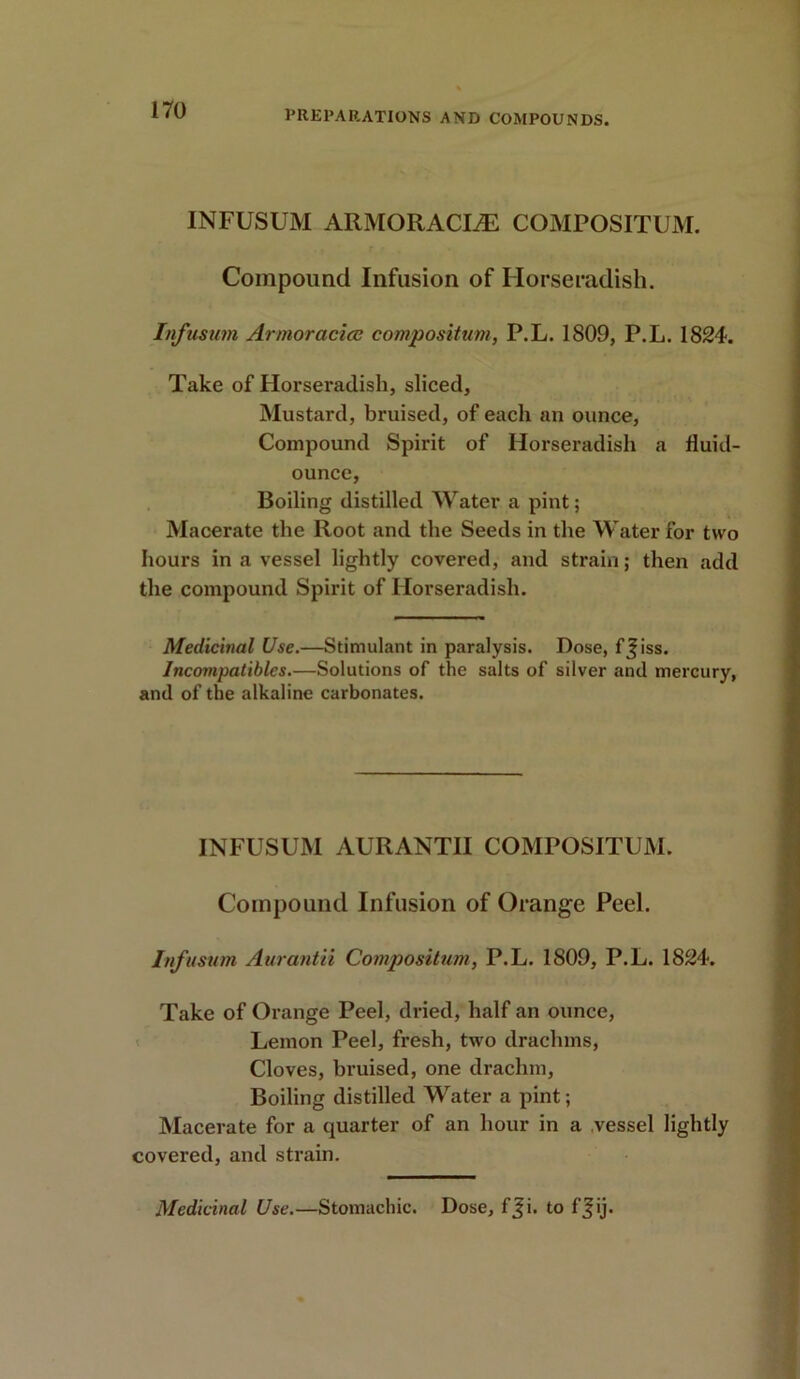 170
PREPARATIONS AND COMPOUNDS.
INFUSUM ARMORACIÆ COMPOSITUM.
Compound Infusion of Horseradish.
Infusum Armoraciæ compositum, P.L. 1809, P.L. 1824.
Take of Horseradish, sliced,
Mustard, bruised, of each an ounce,
Compound Spirit of Horseradish a fluid-
ounce,
Boiling distilled Water a pint;
Macerate the Root and the Seeds in the Water for two
hours in a vessel lightly covered, and strain; then add
the compound Spirit of Horseradish.
Medicinal Use.—Stimulant in paralysis. Dose, f℥iss.
Incompatibles.—Solutions of the salts of silver and mercury,
and of the alkaline carbonates.
INFUSUM AURANTII COMPOSITUM.
Compound Infusion of Orange Peel.
Infusum Aurantii Compositum, P.L. 1809, P.L. 1824.
Take of Orange Peel, dried, half an ounce,
Lemon Peel, fresh, two drachms,
Cloves, bruised, one drachm,
Boiling distilled Water a pint;
Macerate for a quarter of an hour in a vessel lightly
covered, and strain.
Medicinal Use.—Stomachic. Dose, f℥i. to f℥ij.